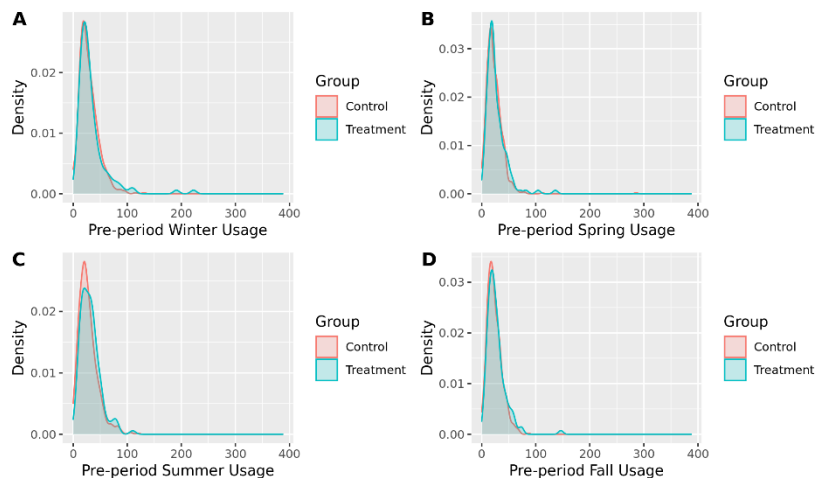 A
B
Density
0.02
0.01
0.00
0 100 200 300 400
Pre-period Winter Usage
Group
Control
Treatment
Density
0.03
0.02
0.01
0.00
0 100 200 300 400
Pre-period Spring Usage
Group
Control
Treatment
C
D
Density
0.02
0.01
0.00
0 100 200 300 400
Pre-period Summer Usage
Group
Control
Treatment
Density
0.03
0.02
0.01
0.00
0 100 200 300 400
Pre-period Fall Usage
Group
Control
Treatment